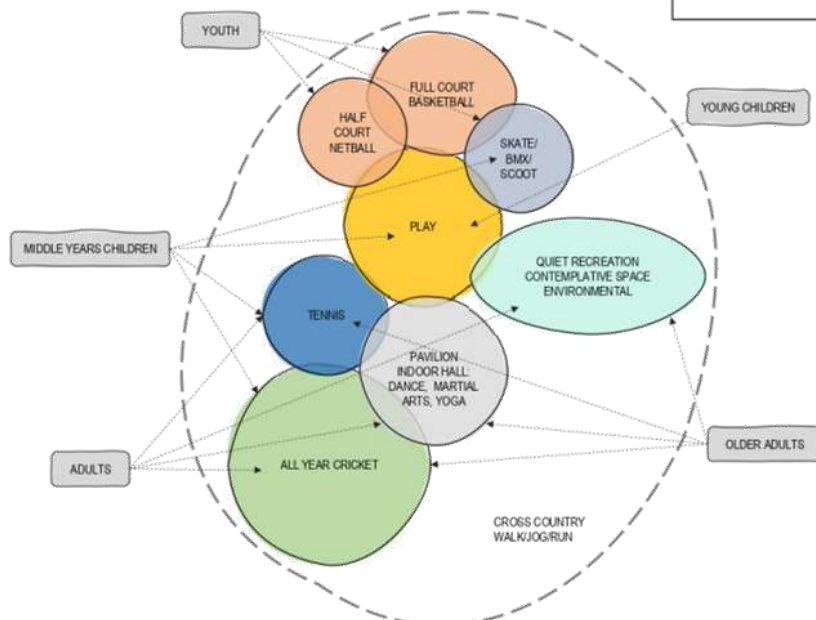 YOUTH
FULL COURT
BASKETBALL
HALF
COURT
NETBALL
SKATE/
BMX/
SCOOT
YOUNG CHILDREN
PLAY
MIDDLE YEARS CHILDREN
QUIET RECREATION
CONTEMPLATIVE SPACE
ENVIRONMENTAL
TENNIS
PAVILION
INDOOR HALL:
DANCE, MARTIAL
ARTS, YOGA
OLDER ADULTS
ADULTS
ALL YEAR CRICKET
CROSS COUNTRY
WALK/JOG/RUN